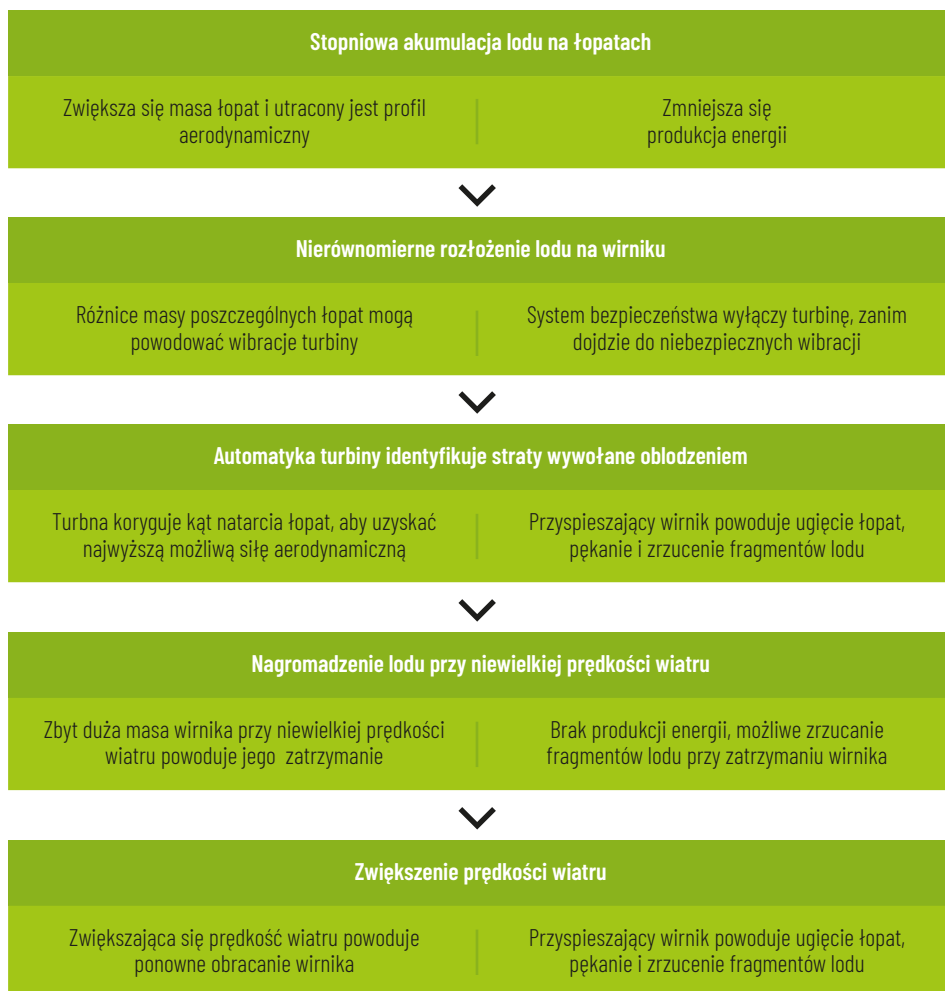 Stopniowa akumulacja lodu na łopatach
Zwiększa się masa łopat i utracony jest profil
aerodynamiczny
Zmniejsza się
produkcja energii
Nierównomierne rozłożenie lodu na wirniku
Różnice masy poszczególnych łopat mogą
powodować wibracje turbiny
System bezpieczeństwa wyłączy turbinę, zanim
dojdzie do niebezpiecznych wibracji
Automatyka turbiny identyfikuje straty wywołane oblodzeniem
Turbna koryguje kąt natarcia łopat, aby uzyskać
najwyższą możliwą siłę aerodynamiczną
Przyspieszający wirnik powoduje ugięcie łopat,
pękanie i zrzucenie fragmentów lodu
Nagromadzenie lodu przy niewielkiej prędkości wiatru
Zbyt duża masa wirnika przy niewielkiej prędkości
wiatru powoduje jego zatrzymanie
Brak produkcji energii, możliwe zrzucanie
fragmentów lodu przy zatrzymaniu wirnika
Zwiększenie prędkości wiatru
Zwiększająca się prędkość wiatru powoduje
ponowne obracanie wirnika
Przyspieszający wirnik powoduje ugięcie łopat,
pękanie i zrzucenie fragmentów lodu